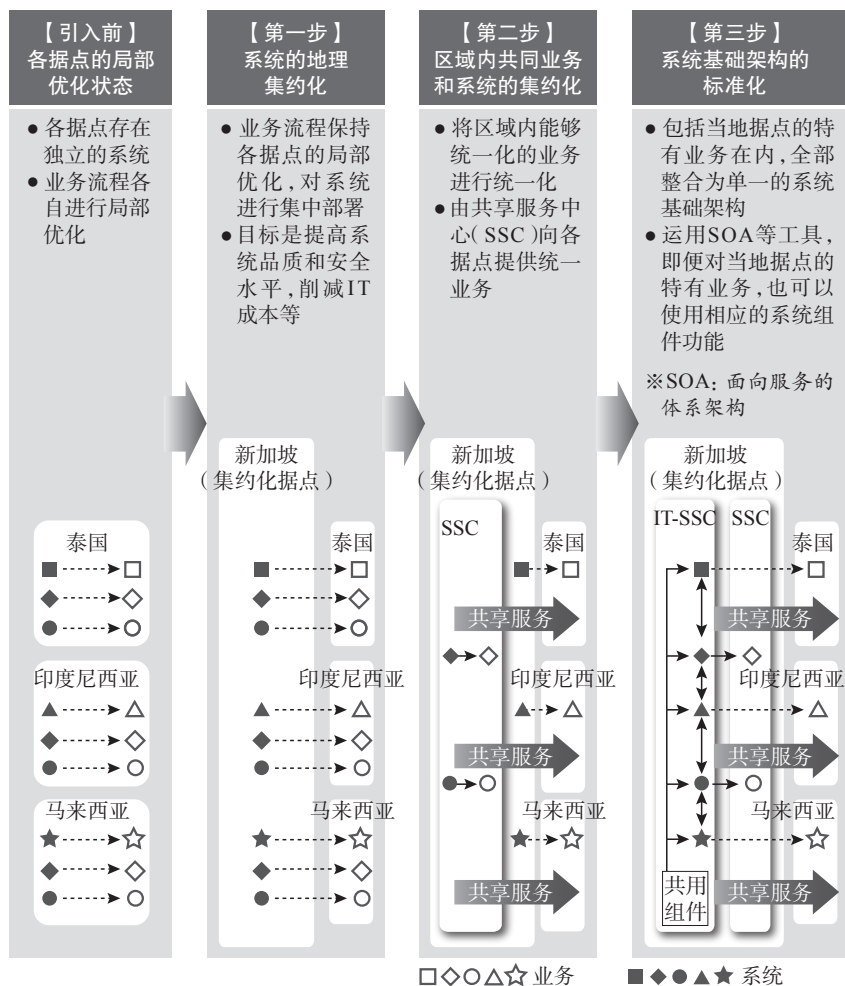 【引入前】
各据点的局部
优化状态
● 各据点存在
独立的系统
● 业务流程各
自进行局部
优化
泰国
印度尼西亚
马来西亚
【第一步】
系统的地理
集约化
● 业务流程保持
各据点的局部
优化,对系统
进行集中部署
● 目标是提高系
统品质和安全
水平,削减IT
成本等
新加坡
(集约化据点)
泰国
印度尼西亚
马来西亚
【第二步】
区域内共同业务
和系统的集约化
● 将区域内能够
统一化的业务
进行统一化
● 由共享服务中
心(SSC)向各
据点提供统一
业务
新加坡
(集约化据点)
SSC
泰国
共享服务
印度尼西亚
共享服务
马来西亚
共享服务
【第三步】
系统基础架构的
标准化
● 包括当地据点的特
有业务在内,全部
整合为单一的系统
基础架构
● 运用SOA等工具,
即便对当地据点的
特有业务,也可以
使用相应的系统组
件功能
※SOA: 面向服务的
体系架构
新加坡
(集约化据点)
IT-SSC SSC
泰国
共享服务
印度尼西亚
共享服务
马来西亚
共用
组件
共享服务
□◇○△☆ 业务 ■◆●▲★ 系统